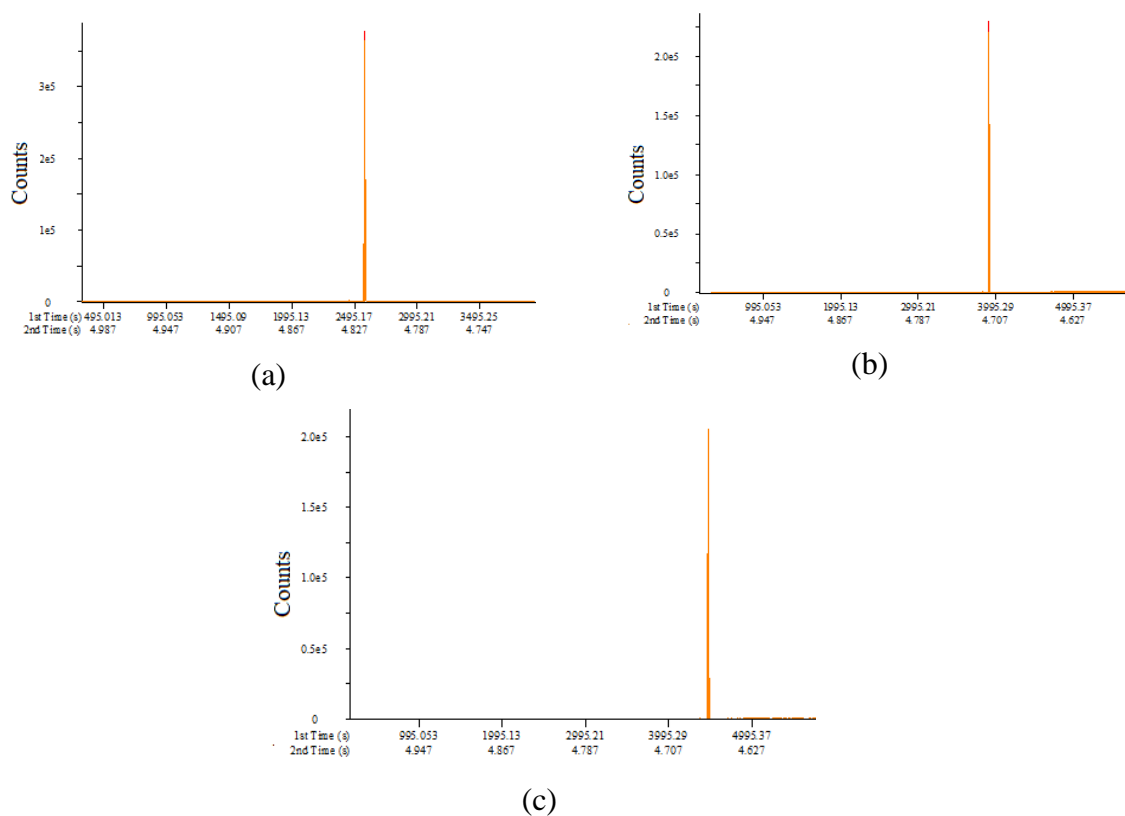 3e5
2e5
1e5
0
Counts
1st Time (s) 495.013 995.053 1495.09 1995.13 2495.17 2995.21 3495.25
2nd Time (s) 4.987 4.947 4.907 4.867 4.827 4.787 4.747
(a)
2.0e5
1.5e5
1.0e5
0.5e5
0
Counts
1st Time (s) 995.053 1995.13 2995.21 3995.29 4995.37
2nd Time (s) 4.947 4.867 4.787 4.707 4.627
(b)
2.0e5
1.5e5
1.0e5
0.5e5
0
Counts
1st Time (s) 995.053 1995.13 2995.21 3995.29 4995.37
2nd Time (s) 4.947 4.867 4.787 4.707 4.627
(c)